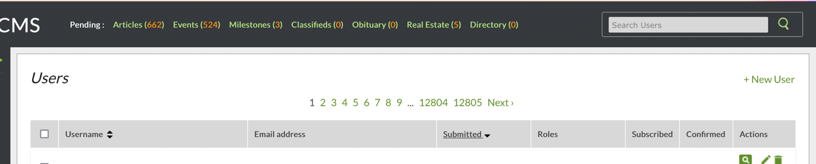 CMS
Pending : Articles (662) Events (524) Milestones (3) Classifieds (0) Obituary (0) Real Estate (5) Directory (0) Search Users
Users
+ New User
1 2 3 4 5 6 7 8 9 ... 12804 12805 Next ›
Username Email address Submitted Roles Subscribed Confirmed Actions